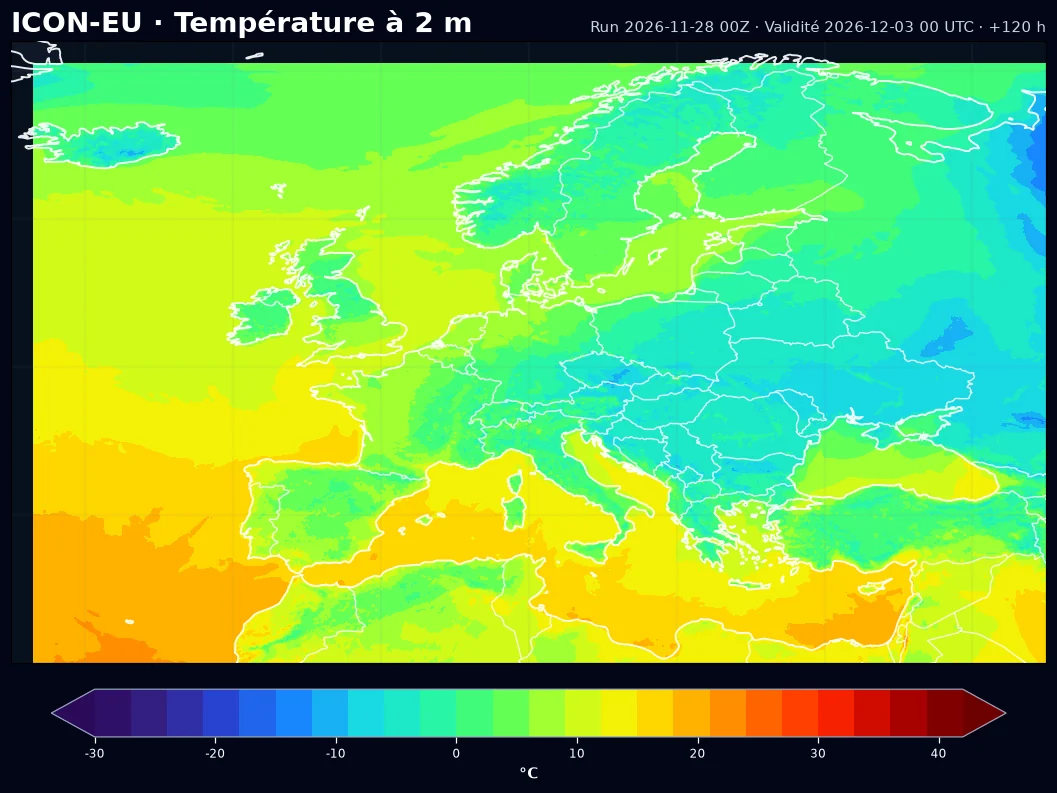 ICON-EU · Température à 2 m
Run 2026-11-28 00Z · Validité 2026-12-03 00 UTC · +120 h
-30 -20 -10 0 10 20 30 40
°C